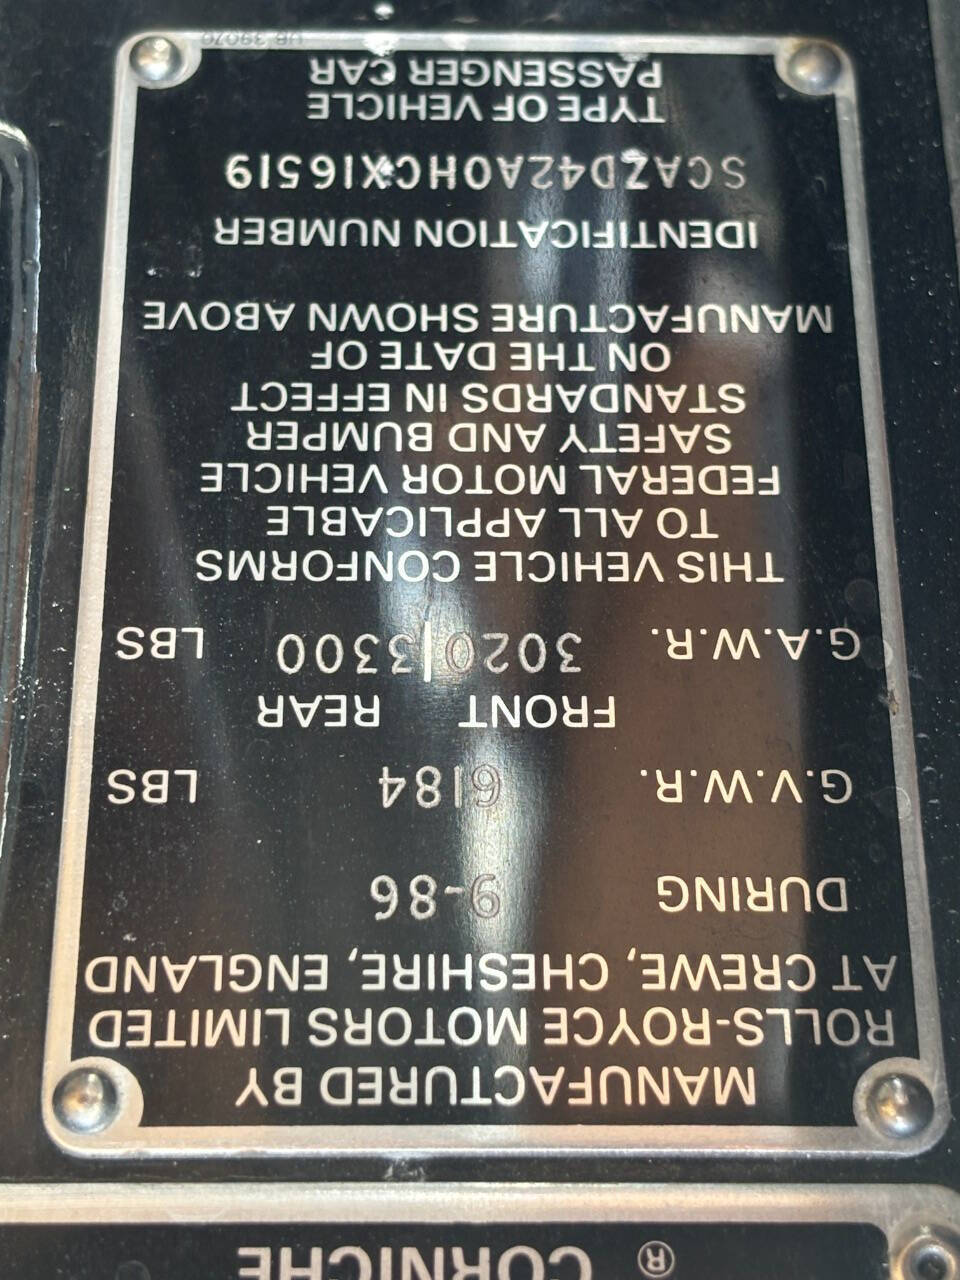 ® CORNICHE
MANUFACTURED BY
ROLLS-ROYCE MOTORS LIMITED
AT CREWE, CHESHIRE, ENGLAND
DURING 9-86
G.V.W.R. 6184 LBS
FRONT REAR
G.A.W.R. 3020|3300 LBS
THIS VEHICLE CONFORMS
TO ALL APPLICABLE
FEDERAL MOTOR VEHICLE
SAFETY AND BUMPER
STANDARDS IN EFFECT
ON THE DATE OF
MANUFACTURE SHOWN ABOVE
IDENTIFICATION NUMBER
SCAZD42A0HCX16519
TYPE OF VEHICLE
PASSENGER CAR
UB 39070